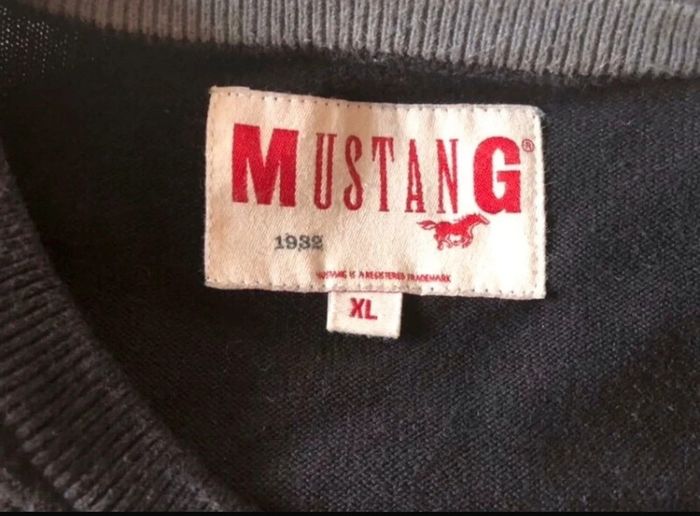 MUSTANG®
1932
MUSTANG IS A REGISTERED TRADEMARK
XL